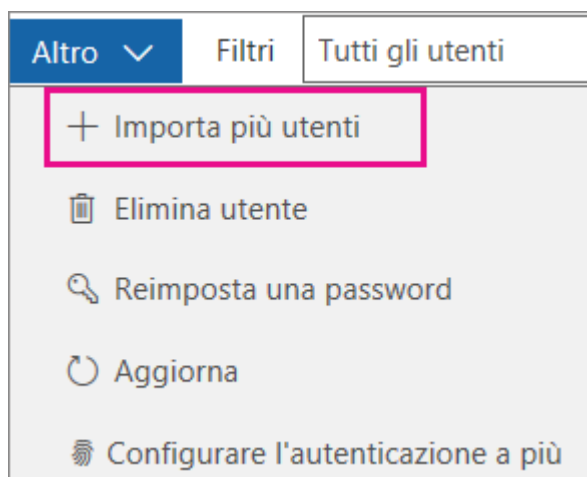 Altro Filtri Tutti gli utenti
Importa più utenti
Elimina utente
Reimposta una password
Aggiorna
Configurare l'autenticazione a più